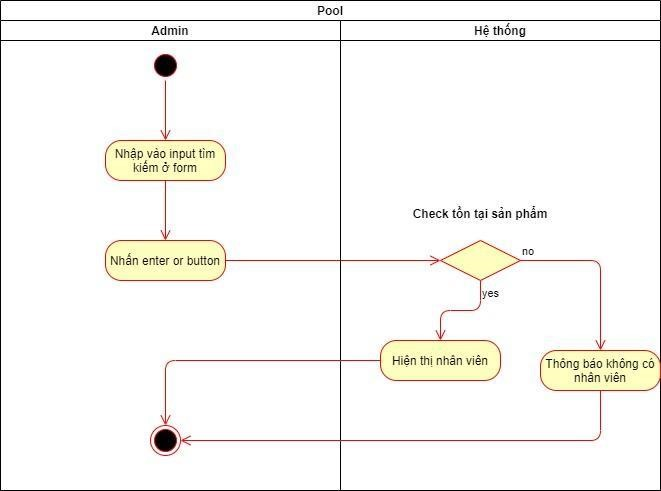 Pool
Admin
Hệ thống
Nhập vào input tìm
kiếm ở form
Check tồn tại sản phẩm
Nhấn enter or button
no
yes
Hiện thị nhân viên
Thông báo không có
nhân viên